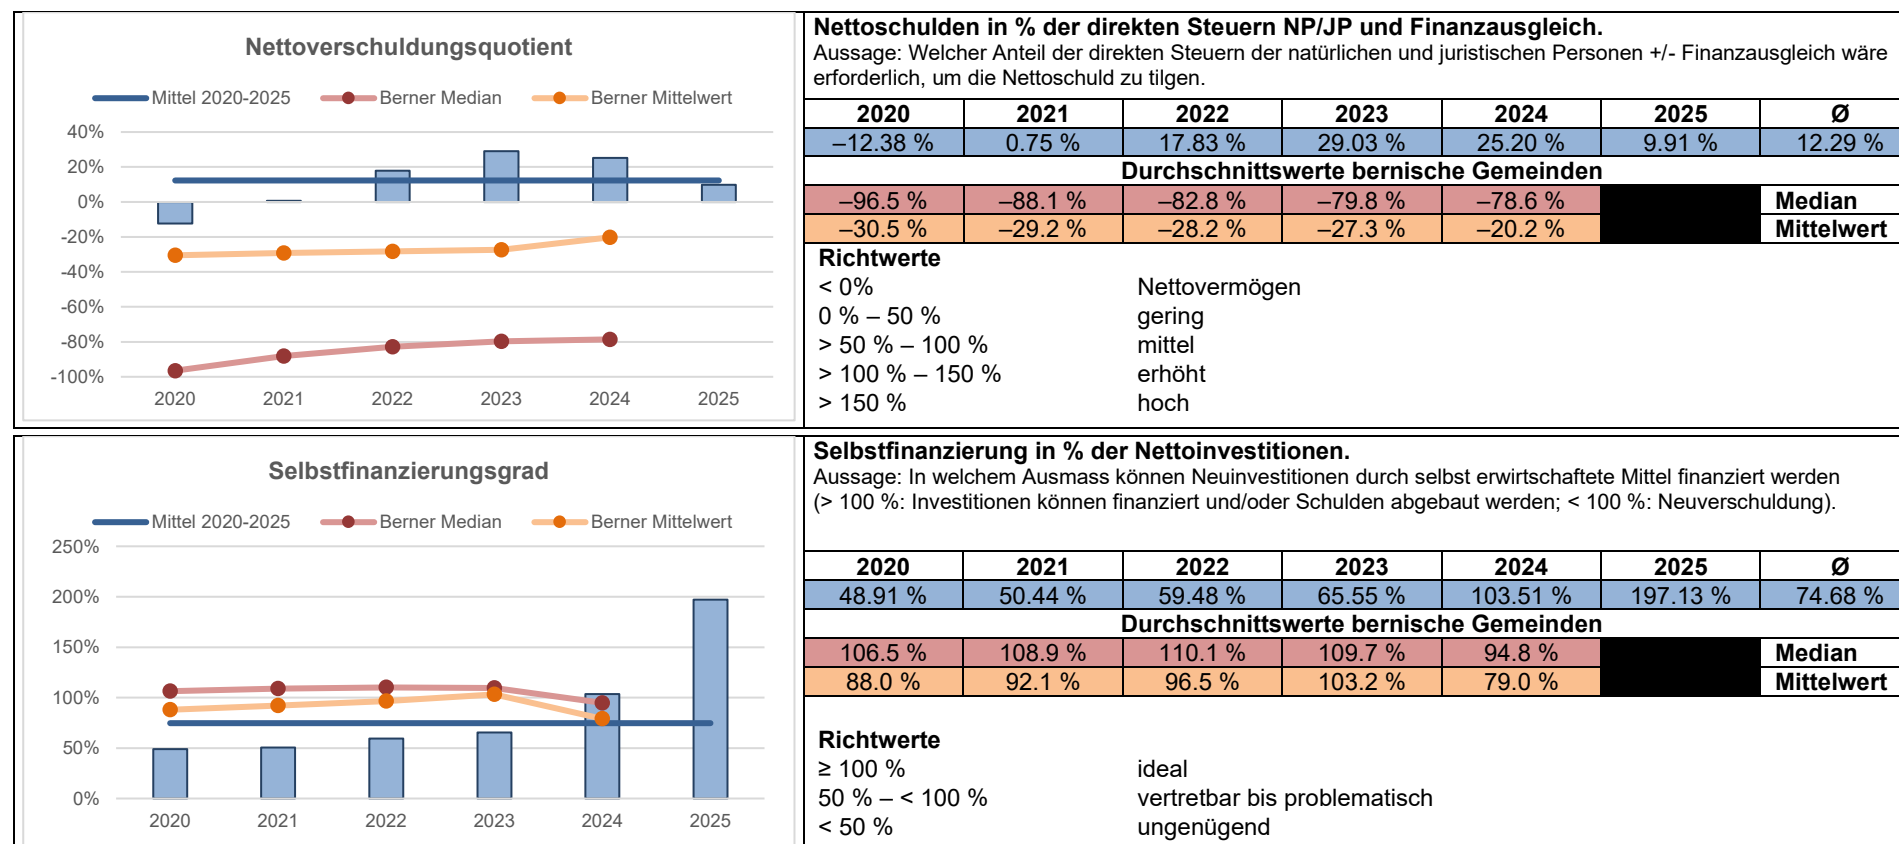 Nettoverschuldungsquotient
Mittel 2020-2025 Berner Median Berner Mittelwert
40%
20%
0%
-20%
-40%
-60%
-80%
-100%
2020 2021 2022 2023 2024 2025
Nettoschulden in % der direkten Steuern NP/JP und Finanzausgleich.
Aussage: Welcher Anteil der direkten Steuern der natürlichen und juristischen Personen +/- Finanzausgleich wäre
erforderlich, um die Nettoschuld zu tilgen.
2020 2021 2022 2023 2024 2025 Ø
–12.38 % 0.75 % 17.83 % 29.03 % 25.20 % 9.91 % 12.29 %
Durchschnittswerte bernische Gemeinden
–96.5 % –88.1 % –82.8 % –79.8 % –78.6 % Median
–30.5 % –29.2 % –28.2 % –27.3 % –20.2 % Mittelwert
Richtwerte
< 0% Nettovermögen
0 % – 50 % gering
> 50 % – 100 % mittel
> 100 % – 150 % erhöht
> 150 % hoch
Selbstfinanzierungsgrad
Mittel 2020-2025 Berner Median Berner Mittelwert
250%
200%
150%
100%
50%
0%
2020 2021 2022 2023 2024 2025
Selbstfinanzierung in % der Nettoinvestitionen.
Aussage: In welchem Ausmass können Neuinvestitionen durch selbst erwirtschaftete Mittel finanziert werden
(> 100 %: Investitionen können finanziert und/oder Schulden abgebaut werden; < 100 %: Neuverschuldung).
2020 2021 2022 2023 2024 2025 Ø
48.91 % 50.44 % 59.48 % 65.55 % 103.51 % 197.13 % 74.68 %
Durchschnittswerte bernische Gemeinden
106.5 % 108.9 % 110.1 % 109.7 % 94.8 % Median
88.0 % 92.1 % 96.5 % 103.2 % 79.0 % Mittelwert
Richtwerte
≥ 100 % ideal
50 % – < 100 % vertretbar bis problematisch
< 50 % ungenügend